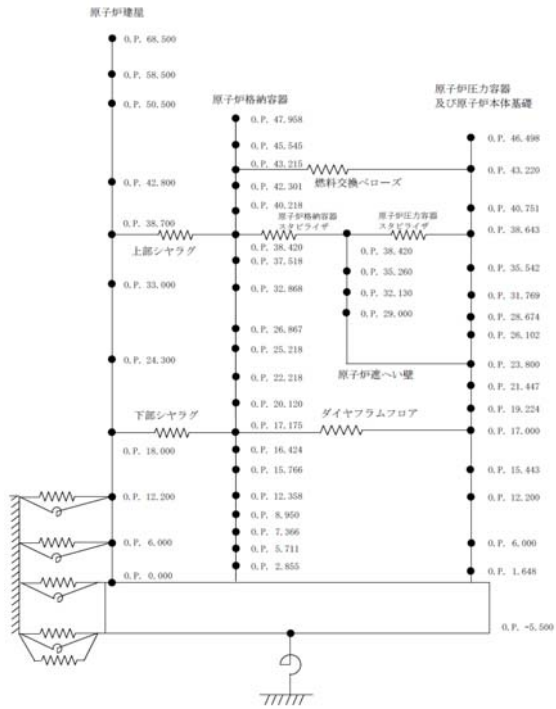 原子炉建屋
O.P. 68.500
O.P. 58.500
O.P. 50.500
O.P. 42.800
O.P. 38.700
上部シヤラグ
O.P. 33.000
O.P. 24.300
下部シヤラグ
O.P. 18.000
O.P. 12.200
O.P. 6.000
O.P. 0.000
原子炉格納容器
O.P. 47.958
O.P. 45.545
O.P. 43.215
O.P. 42.301
O.P. 40.218
O.P. 38.420
O.P. 37.518
O.P. 32.868
O.P. 26.867
O.P. 25.218
O.P. 22.218
O.P. 20.120
O.P. 17.175
O.P. 16.424
O.P. 15.766
O.P. 12.358
O.P. 8.950
O.P. 7.366
O.P. 5.711
O.P. 2.855
燃料交換ベローズ
原子炉格納容器
スタビライザ
原子炉圧力容器
スタビライザ
O.P. 38.420
O.P. 35.260
O.P. 32.130
O.P. 29.000
原子炉遮へい壁
ダイヤフラムフロア
原子炉圧力容器
及び原子炉本体基礎
O.P. 46.498
O.P. 43.220
O.P. 40.751
O.P. 38.643
O.P. 35.542
O.P. 31.769
O.P. 28.674
O.P. 26.102
O.P. 23.800
O.P. 21.447
O.P. 19.224
O.P. 17.000
O.P. 15.443
O.P. 12.200
O.P. 6.000
O.P. 1.648
O.P. -5.500